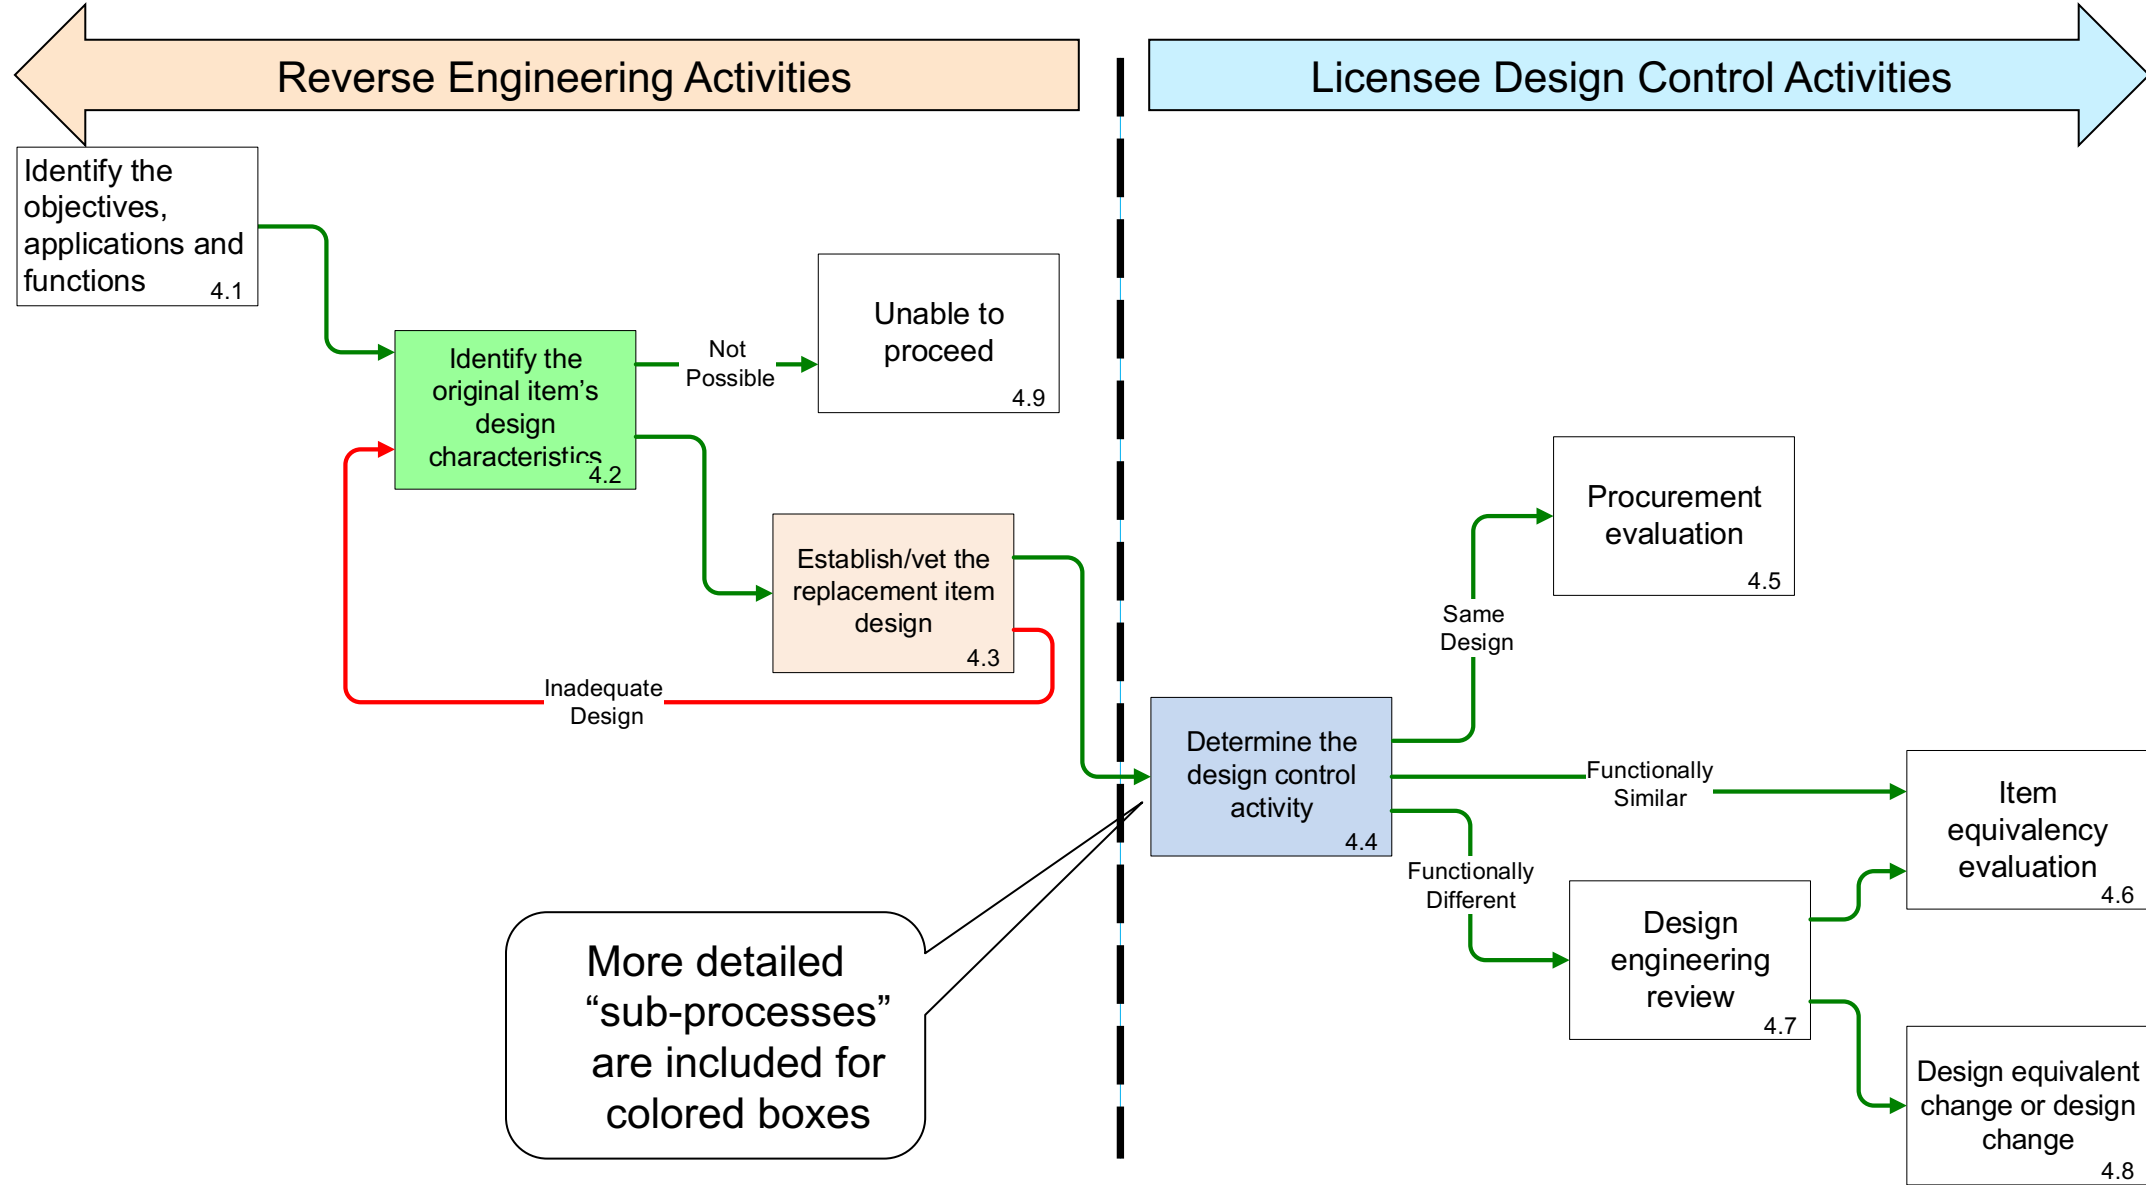 Reverse Engineering Activities
Licensee Design Control Activities
Identify the
objectives,
applications and
functions
4.1
Identify the
original item’s
design
characteristics
4.2
Not
Possible
Unable to
proceed
4.9
Establish/vet the
replacement item
design
4.3
Inadequate
Design
Determine the
design control
activity
4.4
Same
Design
Procurement
evaluation
4.5
Functionally
Similar
Item
equivalency
evaluation
4.6
Functionally
Different
Design
engineering
review
4.7
Design equivalent
change or design
change
4.8
More detailed
“sub-processes”
are included for
colored boxes